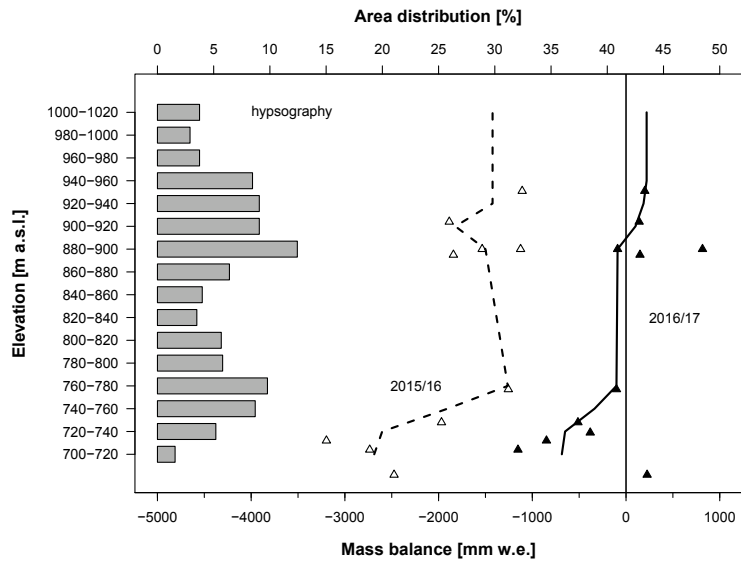 Area distribution [%]
0 5 10 15 20 25 30 35 40 45 50
1000−1020 hypsography
980−1000
960−980
940−960
920−940
900−920
880−900
860−880
840−860
820−840 2016/17
800−820
780−800
760−780 2015/16
740−760
720−740
700−720
Elevation [m a.s.l.]
−5000 −4000 −3000 −2000 −1000 0 1000
Mass balance [mm w.e.]